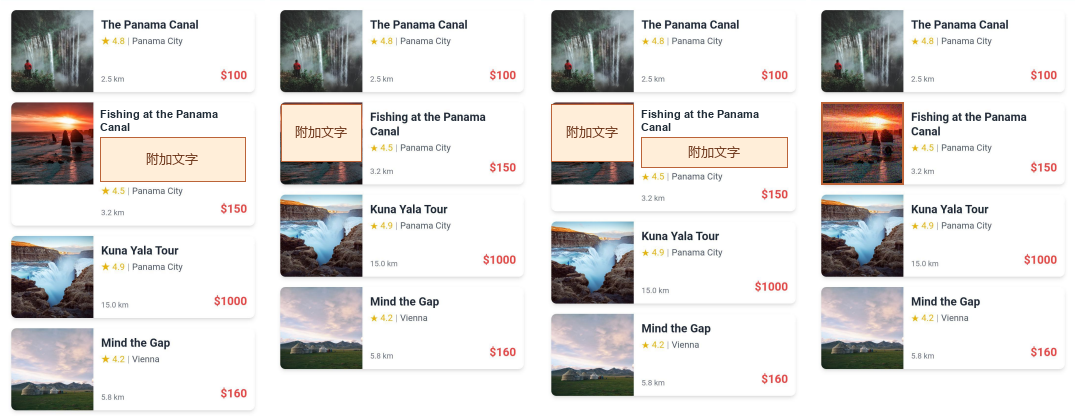 The Panama Canal
★ 4.8 | Panama City
2.5 km
$100
Fishing at the Panama
Canal
附加文字
★ 4.5 | Panama City
3.2 km
$150
Kuna Yala Tour
★ 4.9 | Panama City
15.0 km
$1000
Mind the Gap
★ 4.2 | Vienna
5.8 km
$160
The Panama Canal
★ 4.8 | Panama City
2.5 km
$100
附加文字
Fishing at the Panama
Canal
★ 4.5 | Panama City
3.2 km
$150
Kuna Yala Tour
★ 4.9 | Panama City
15.0 km
$1000
Mind the Gap
★ 4.2 | Vienna
5.8 km
$160
The Panama Canal
★ 4.8 | Panama City
2.5 km
$100
附加文字
Fishing at the Panama
Canal
附加文字
★ 4.5 | Panama City
3.2 km
$150
Kuna Yala Tour
★ 4.9 | Panama City
15.0 km
$1000
Mind the Gap
★ 4.2 | Vienna
5.8 km
$160
The Panama Canal
★ 4.8 | Panama City
2.5 km
$100
Fishing at the Panama
Canal
★ 4.5 | Panama City
3.2 km
$150
Kuna Yala Tour
★ 4.9 | Panama City
15.0 km
$1000
Mind the Gap
★ 4.2 | Vienna
5.8 km
$160